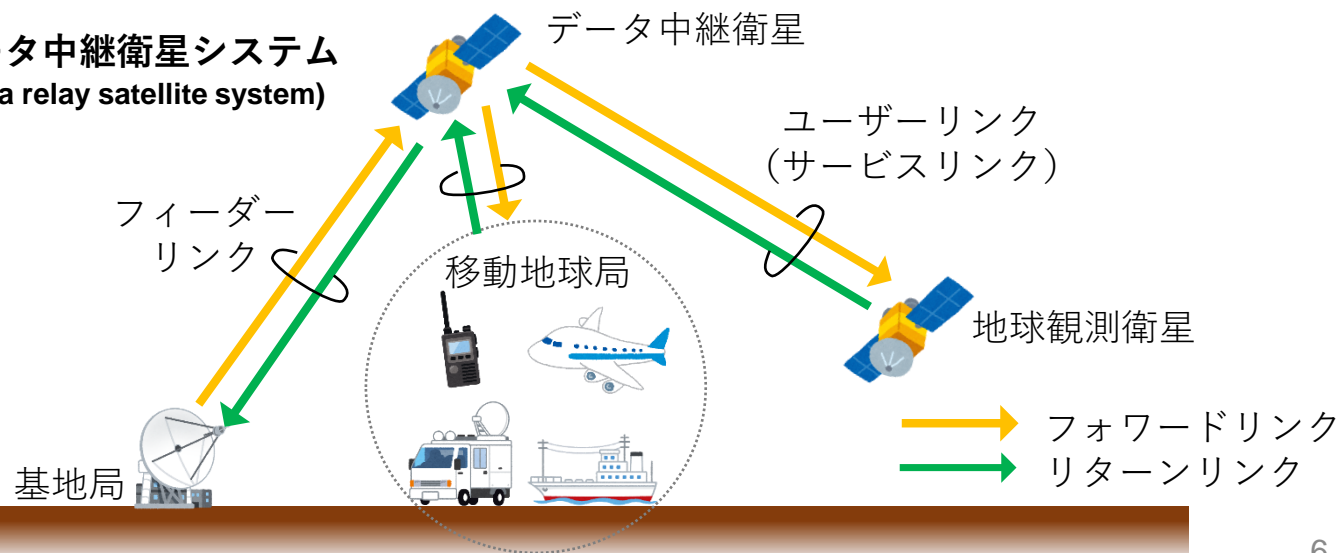 タ中継衛星システム
a relay satellite system)
データ中継衛星
ユーザーリンク
(サービスリンク)
フィーダー
リンク
移動地球局
地球観測衛星
フォワードリンク
リターンリンク
基地局
6